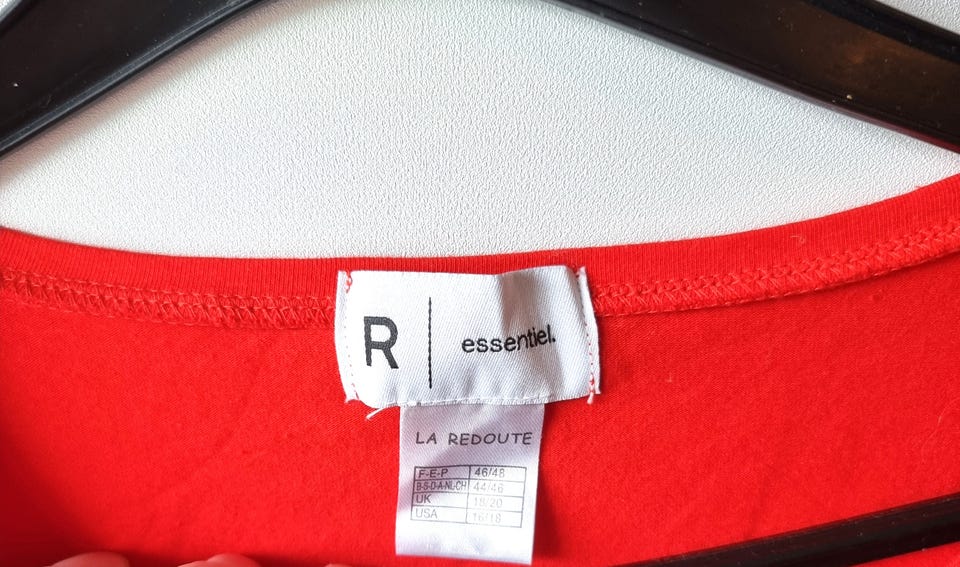 R | essentiel.
LA REDOUTE
F-E-P 46/48
B-S-D-A-NL-CH 44/46
UK 18/20
USA 16/18